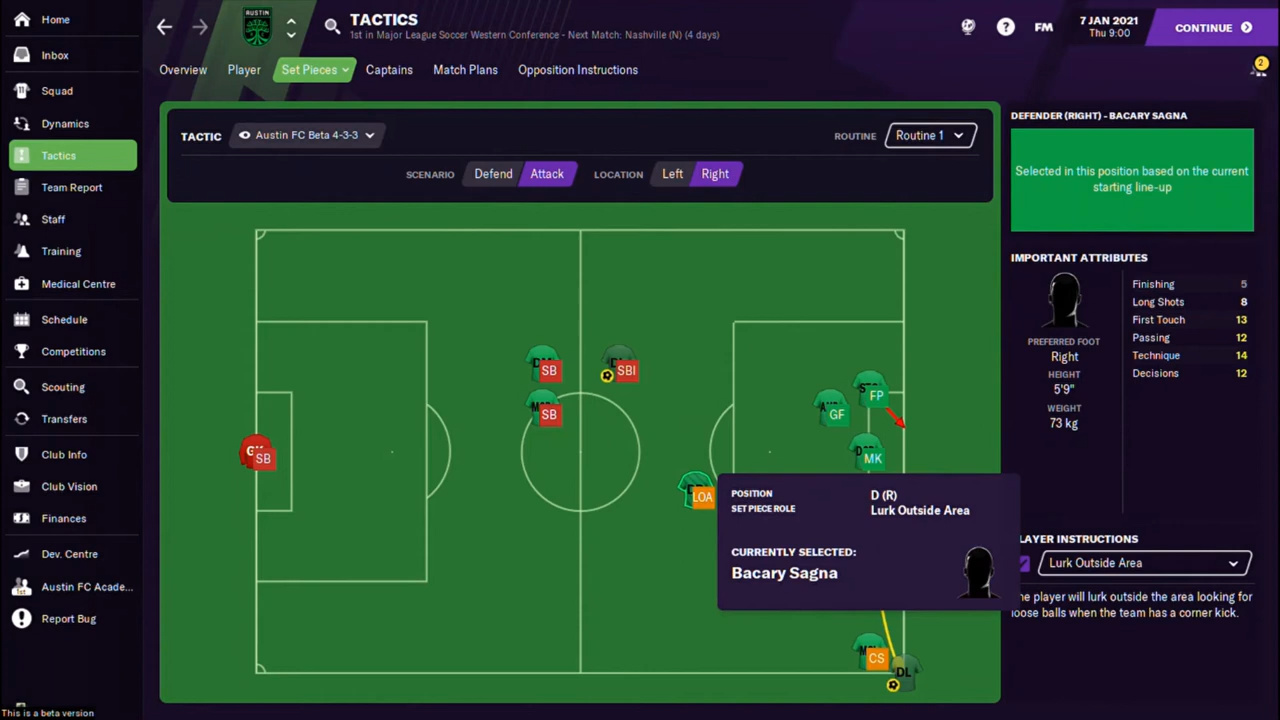 Home
Inbox
Squad
Dynamics
Tactics
Team Report
Staff
Training
Medical Centre
Schedule
Competitions
Scouting
Transfers
Club Info
Club Vision
Finances
Dev. Centre
Austin FC Acade...
Report Bug
This is a beta version
AUSTIN
TACTICS
1st in Major League Soccer Western Conference - Next Match: Nashville (N) (4 days)
? FM
7 JAN 2021
Thu 9:00
CONTINUE
2
Overview Player Set Pieces Captains Match Plans Opposition Instructions
TACTIC Austin FC Beta 4-3-3 ROUTINE Routine 1
SCENARIO Defend Attack LOCATION Left Right
SB
SBI
SB
FP
GF
GK
SB
MK
LOA
POSITION D (R)
SET PIECE ROLE Lurk Outside Area
CURRENTLY SELECTED:
Bacary Sagna
CS
DL
DEFENDER (RIGHT) - BACARY SAGNA
Selected in this position based on the current
starting line-up
IMPORTANT ATTRIBUTES
PREFERRED FOOT
Right
HEIGHT
5'9"
WEIGHT
73 kg
Finishing 5
Long Shots 8
First Touch 13
Passing 12
Technique 14
Decisions 12
LAYER INSTRUCTIONS
Lurk Outside Area
he player will lurk outside the area looking for
oose balls when the team has a corner kick.